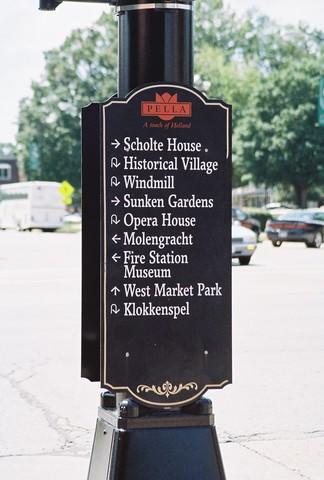 PELLA
A touch of Holland
→ Scholte House
Historical Village
Windmill
→ Sunken Gardens
Opera House
← Molengracht
← Fire Station
Museum
↑ West Market Park
Klokkenspel